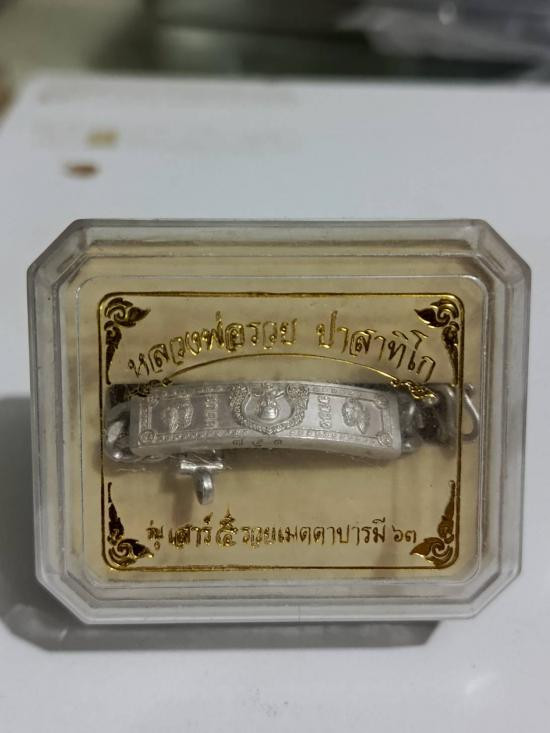 หลวงพ่อรวย ปาสาทิโก
รุ่น เสาร์ ๕ รวยเมตตาบารมี ๖๓